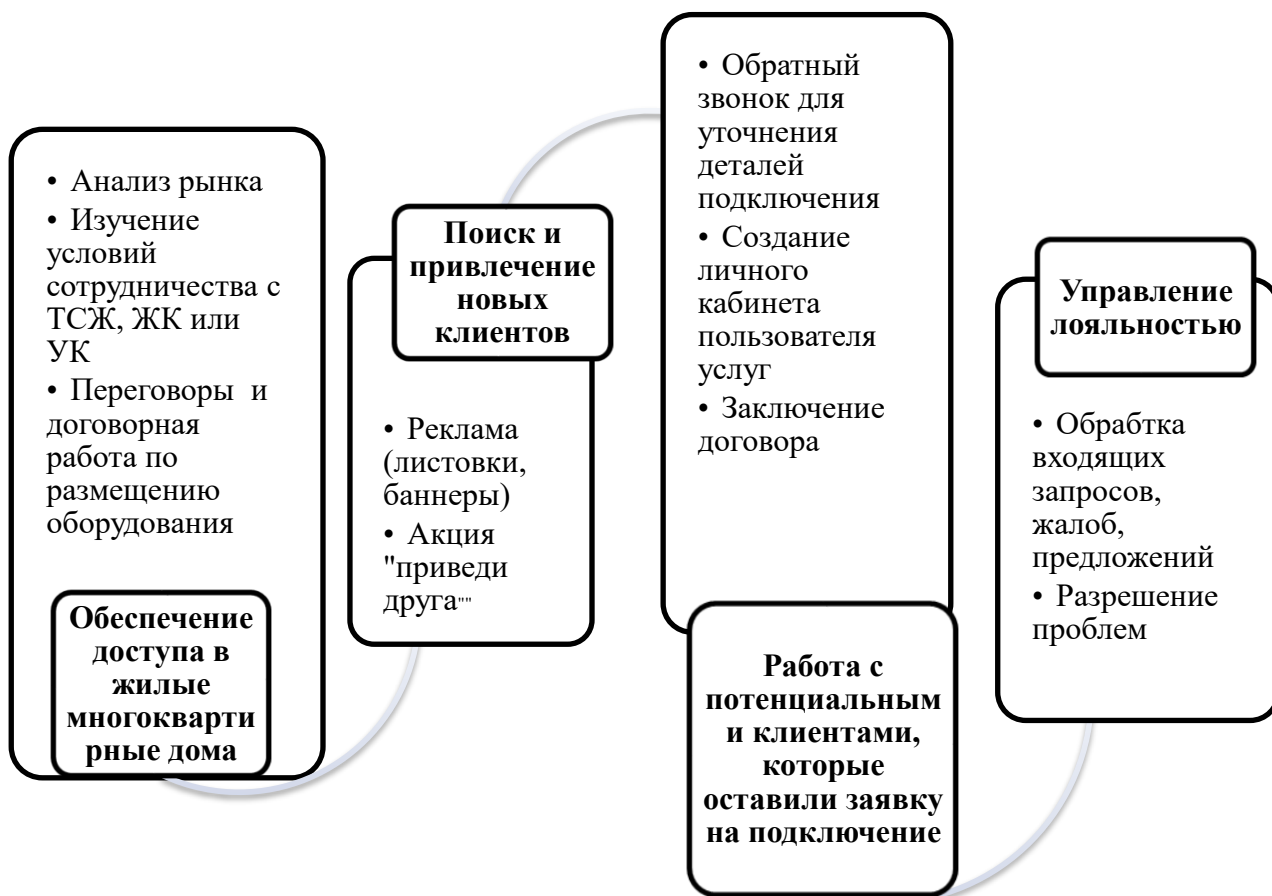 • Анализ рынка
• Изучение
условий
сотрудничества с
ТСЖ, ЖК или
УК
• Переговоры и
договорная
работа по
размещению
оборудования
Обеспечение
доступа в
жилые
многокварти
рные дома
Поиск и
привлечение
новых
клиентов
• Реклама
(листовки,
баннеры)
• Акция
"приведи
друга""
• Обратный
звонок для
уточнения
деталей
подключения
• Создание
личного
кабинета
пользователя
услуг
• Заключение
договора
Работа с
потенциальным
и клиентами,
которые
оставили заявку
на подключение
Управление
лояльностью
• Обрабтка
входящих
запросов,
жалоб,
предложений
• Разрешение
проблем